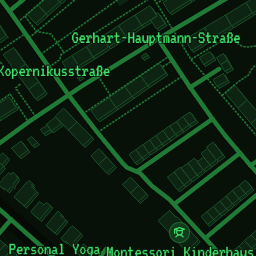 Gerhart-Hauptmann-Straße
Kopernikusstraße
Personal Yoga
Montessori Kinderhaus